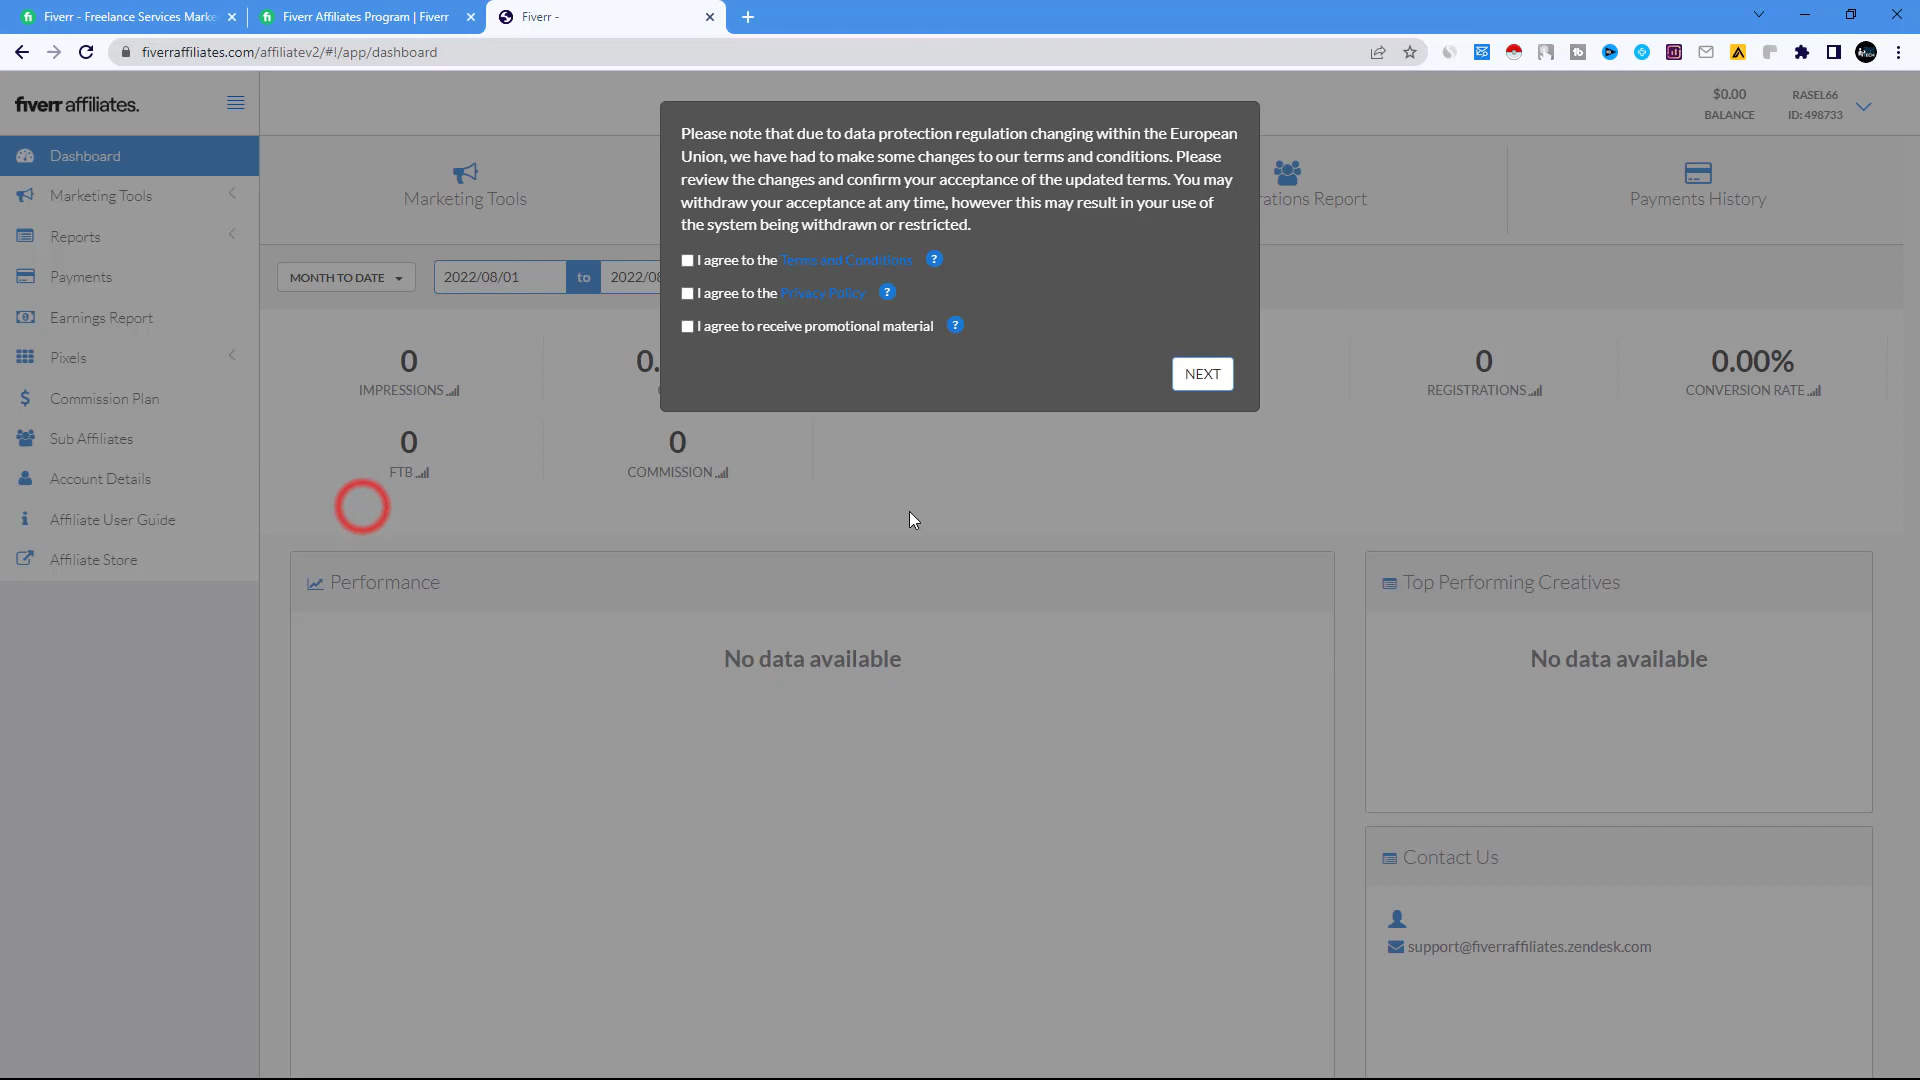 Fiverr - Freelance Services Marke
Fiverr Affiliates Program | Fiverr
Fiverr -
fiverraffiliates.com/affiliatev2/#!/app/dashboard
fiverr affiliates.
$0.00
BALANCE
RASEL66
ID: 498733
Dashboard
Marketing Tools
Reports
Payments
Earnings Report
Pixels
Commission Plan
Sub Affiliates
Account Details
Affiliate User Guide
Affiliate Store
Marketing Tools
rations Report
Payments History
Please note that due to data protection regulation changing within the European
Union, we have had to make some changes to our terms and conditions. Please
review the changes and confirm your acceptance of the updated terms. You may
withdraw your acceptance at any time, however this may result in your use of
the system being withdrawn or restricted.
I agree to the Terms and Conditions ?
I agree to the Privacy Policy ?
I agree to receive promotional material ?
NEXT
MONTH TO DATE
2022/08/01 to 2022/08
0
IMPRESSIONS
0.
0
REGISTRATIONS
0.00%
CONVERSION RATE
0
FTB
0
COMMISSION
Performance
No data available
Top Performing Creatives
No data available
Contact Us
support@fiverraffiliates.zendesk.com